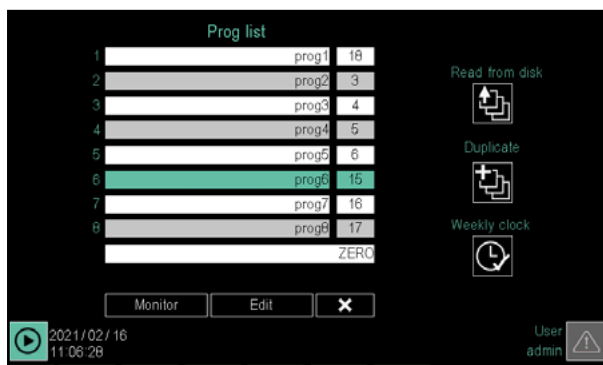 Prog list
1 prog1 18
2 prog2 3
3 prog3 4
4 prog4 5
5 prog5 6
6 prog6 15
7 prog7 16
8 prog8 17
ZERO
Read from disk
Duplicate
Weekly clock
Monitor Edit
2021/02/16
11:06:28
User
admin